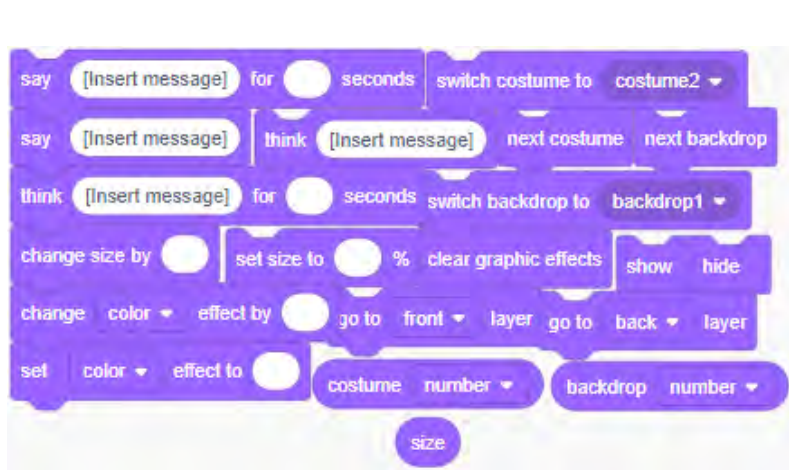 say [Insert message] for seconds switch costume to costume2
say [Insert message] think [Insert message] next costume next backdrop
think [Insert message] for seconds switch backdrop to backdrop1
change size by set size to % clear graphic effects show hide
change color effect by go to front layer go to back layer
set color effect to costume number backdrop number
size